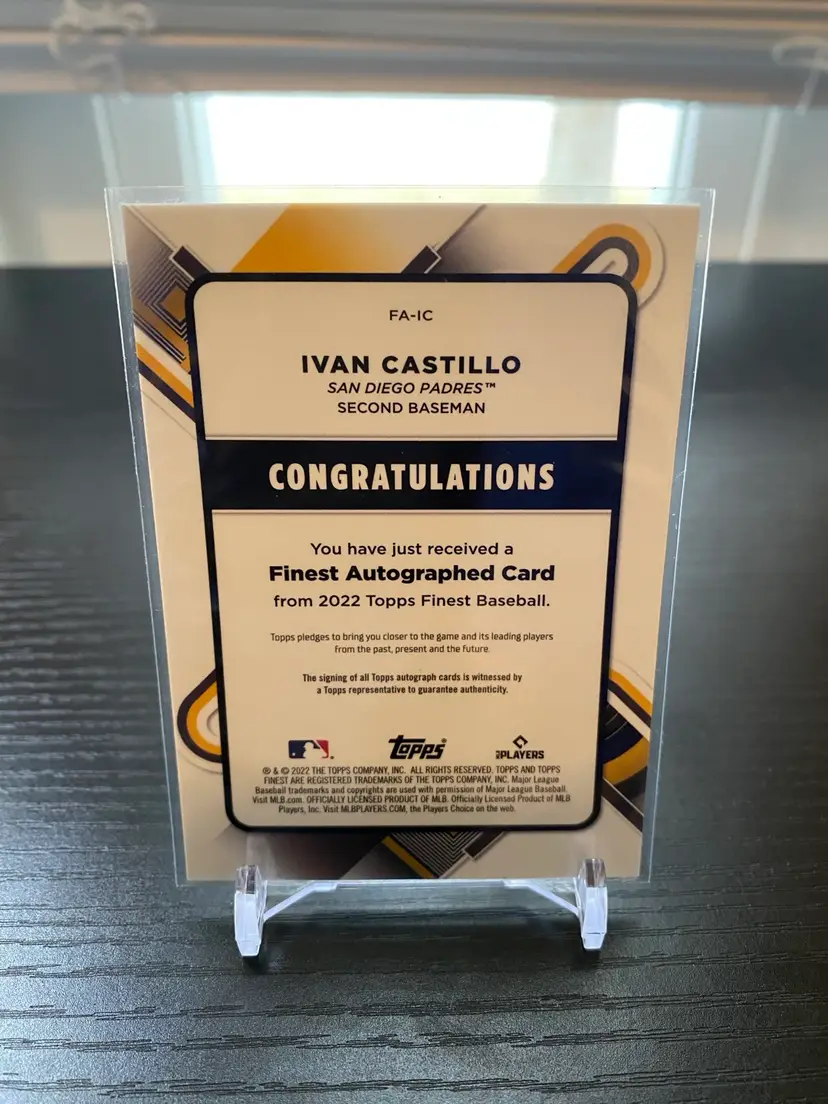 FA-IC
IVAN CASTILLO
SAN DIEGO PADRES™
SECOND BASEMAN
CONGRATULATIONS
You have just received a
Finest Autographed Card
from 2022 Topps Finest Baseball.
Topps pledges to bring you closer to the game and its leading players
from the past, present and the future.
The signing of all Topps autograph cards is witnessed by
a Topps representative to guarantee authenticity.
topps
MLB PLAYERS
® & © 2022 THE TOPPS COMPANY, INC. ALL RIGHTS RESERVED. TOPPS AND TOPPS
FINEST ARE REGISTERED TRADEMARKS OF THE TOPPS COMPANY, INC. Major League
Baseball trademarks and copyrights are used with permission of Major League Baseball.
Visit MLB.com. OFFICIALLY LICENSED PRODUCT OF MLB. Officially Licensed Product of MLB
Players, Inc. Visit MLBPLAYERS.COM, the Players Choice on the web.